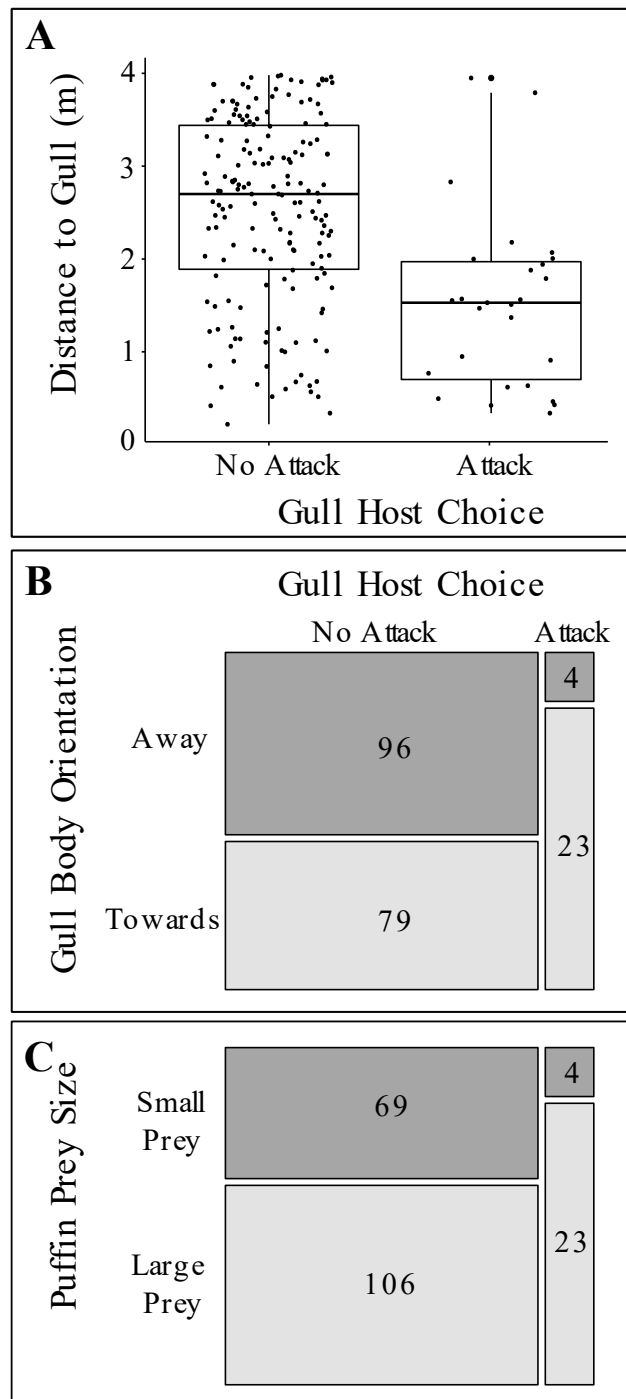 A
Distance to Gull (m)
4
3
2
1
0
No Attack
Attack
Gull Host Choice
B
Gull Host Choice
Gull Body Orientation
No Attack
Attack
Away
Towards
96
4
79
23
C
Puffin Prey Size
Small
Prey
Large
Prey
69
4
106
23